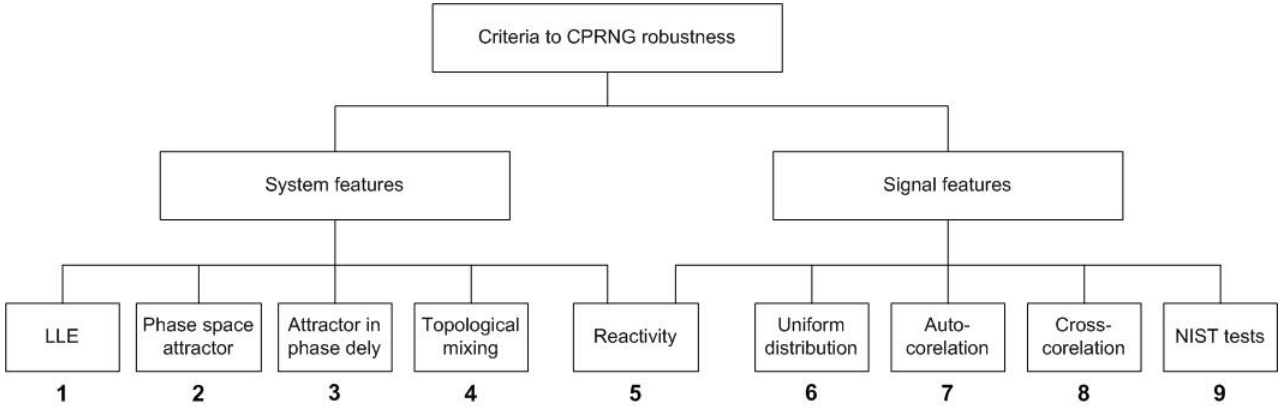 Criteria to CPRNG robustness
System features
Signal features
LLE
Phase space
attractor
Attractor in
phase dely
Topological
mixing
Reactivity
Uniform
distribution
Auto-
corelation
Cross-
corelation
NIST tests
1
2
3
4
5
6
7
8
9